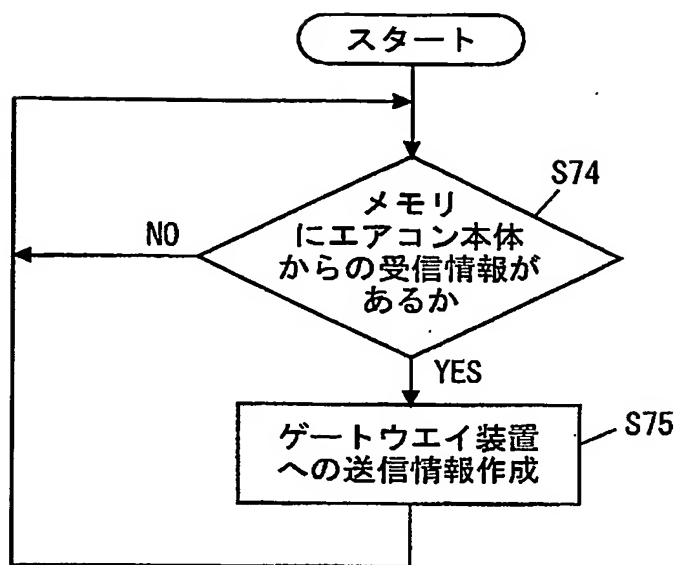 スタート
S74
メモリ
にエアコン本体
からの受信情報が
あるか
NO
YES
ゲートウエイ装置
への送信情報作成
S75